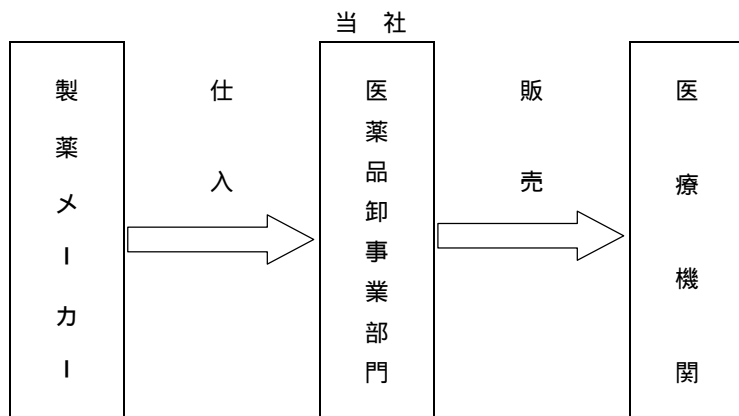 当 社
製薬メーカー
仕入
医薬品卸事業部門
販売
医療機関